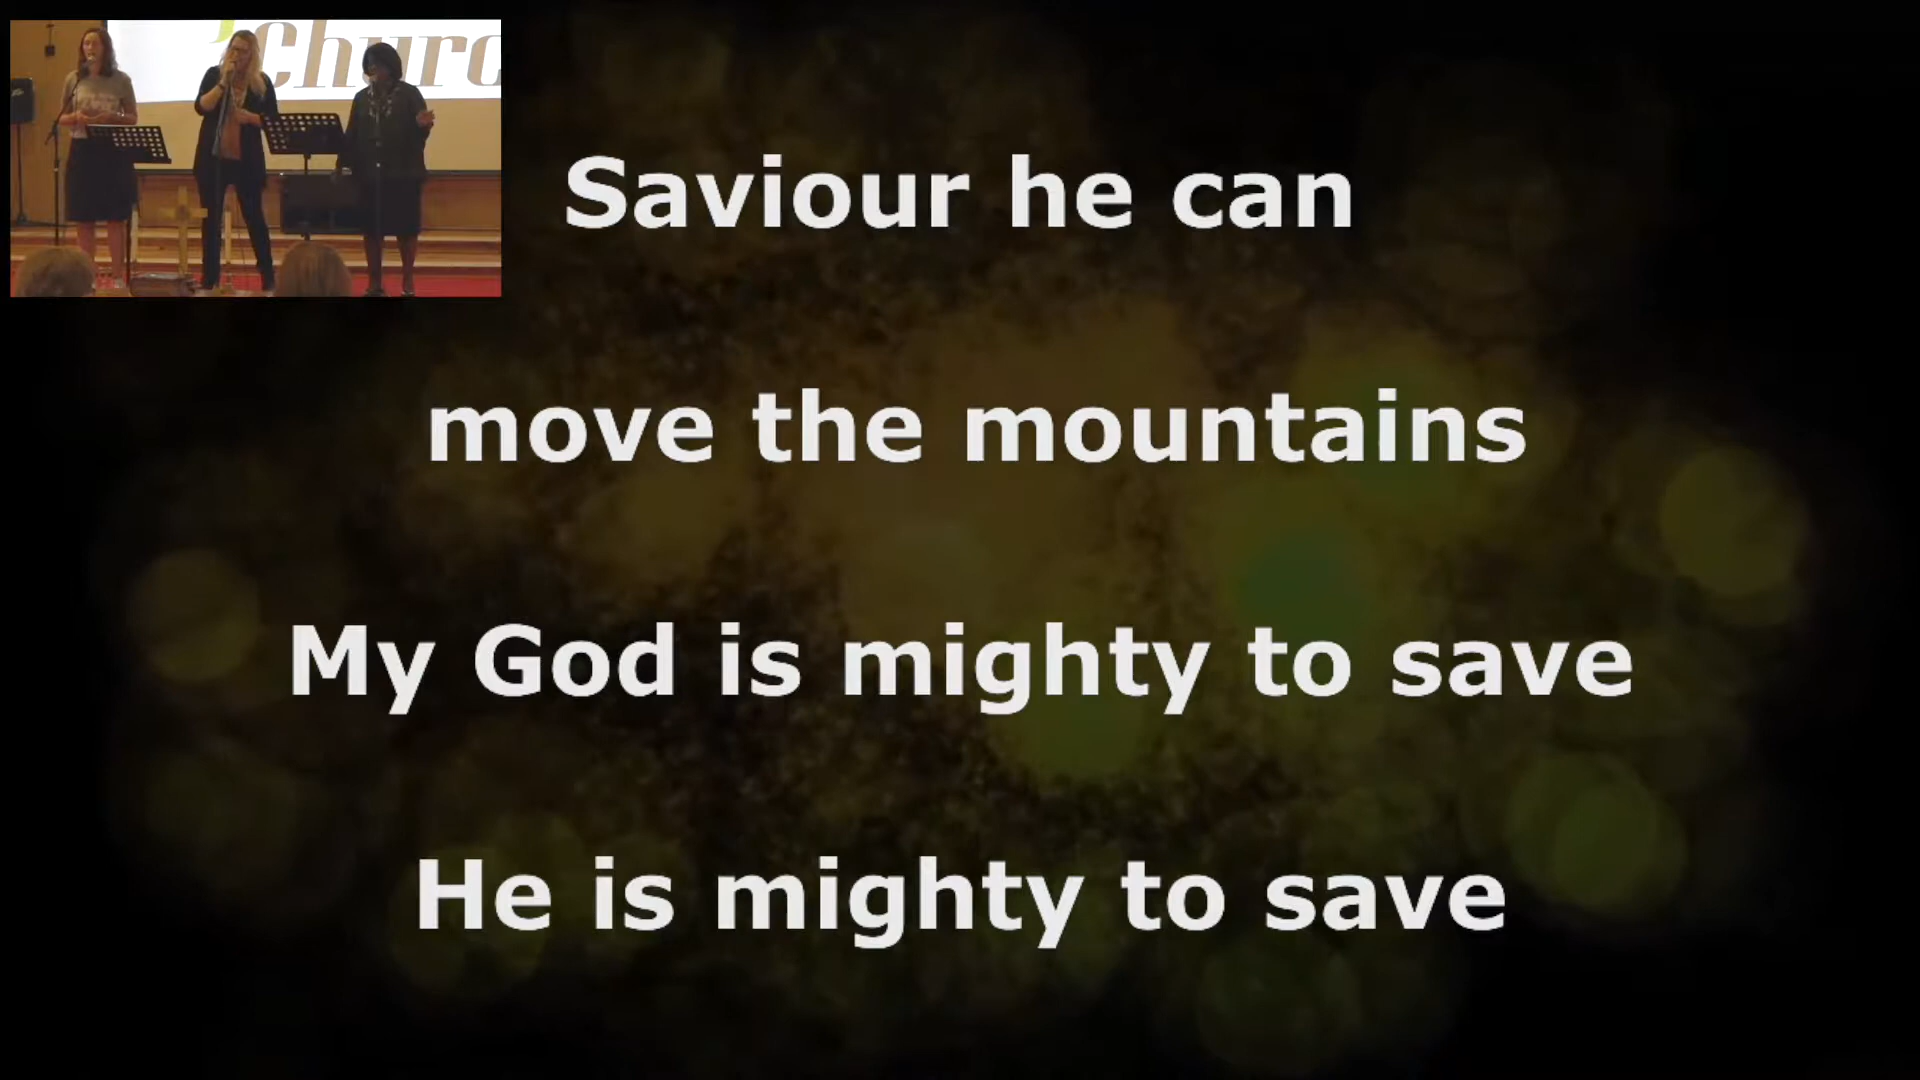 ’Churc
Saviour he can
move the mountains
My God is mighty to save
He is mighty to save